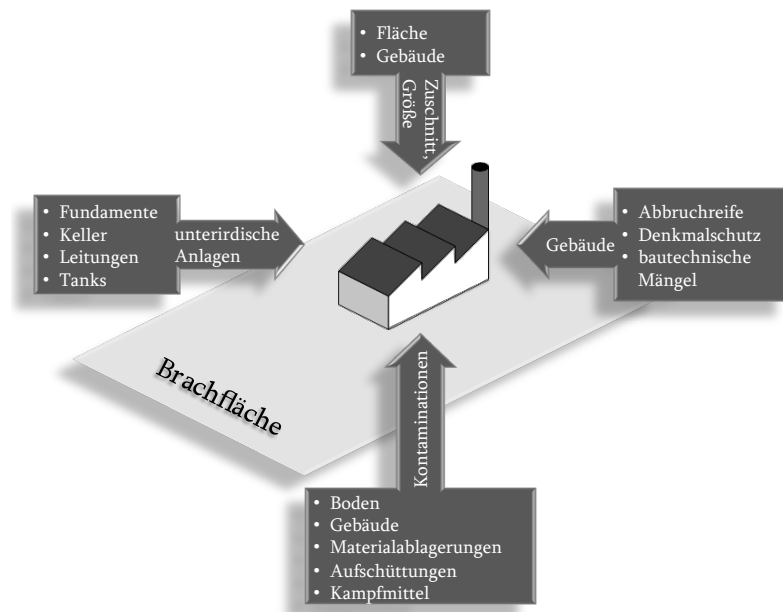 • Fläche
• Gebäude
Zuschnitt,
Größe
• Fundamente
• Keller
• Leitungen
• Tanks
unterirdische
Anlagen
Gebäude
• Abbruchreife
• Denkmalschutz
• bautechnische
Mängel
Brachfläche
Kontaminationen
• Boden
• Gebäude
• Materialablagerungen
• Aufschüttungen
• Kampfmittel